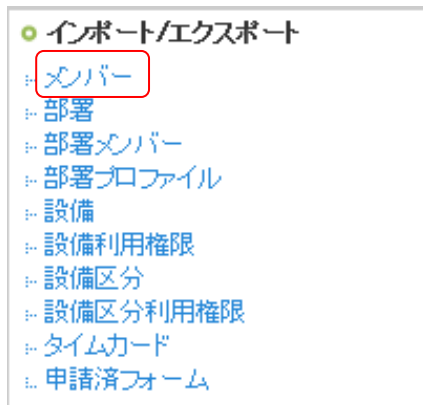 インポート/エクスポート
メンバー
部署
部署メンバー
部署プロファイル
設備
設備利用権限
設備区分
設備区分利用権限
タイムカード
申請済フォーム